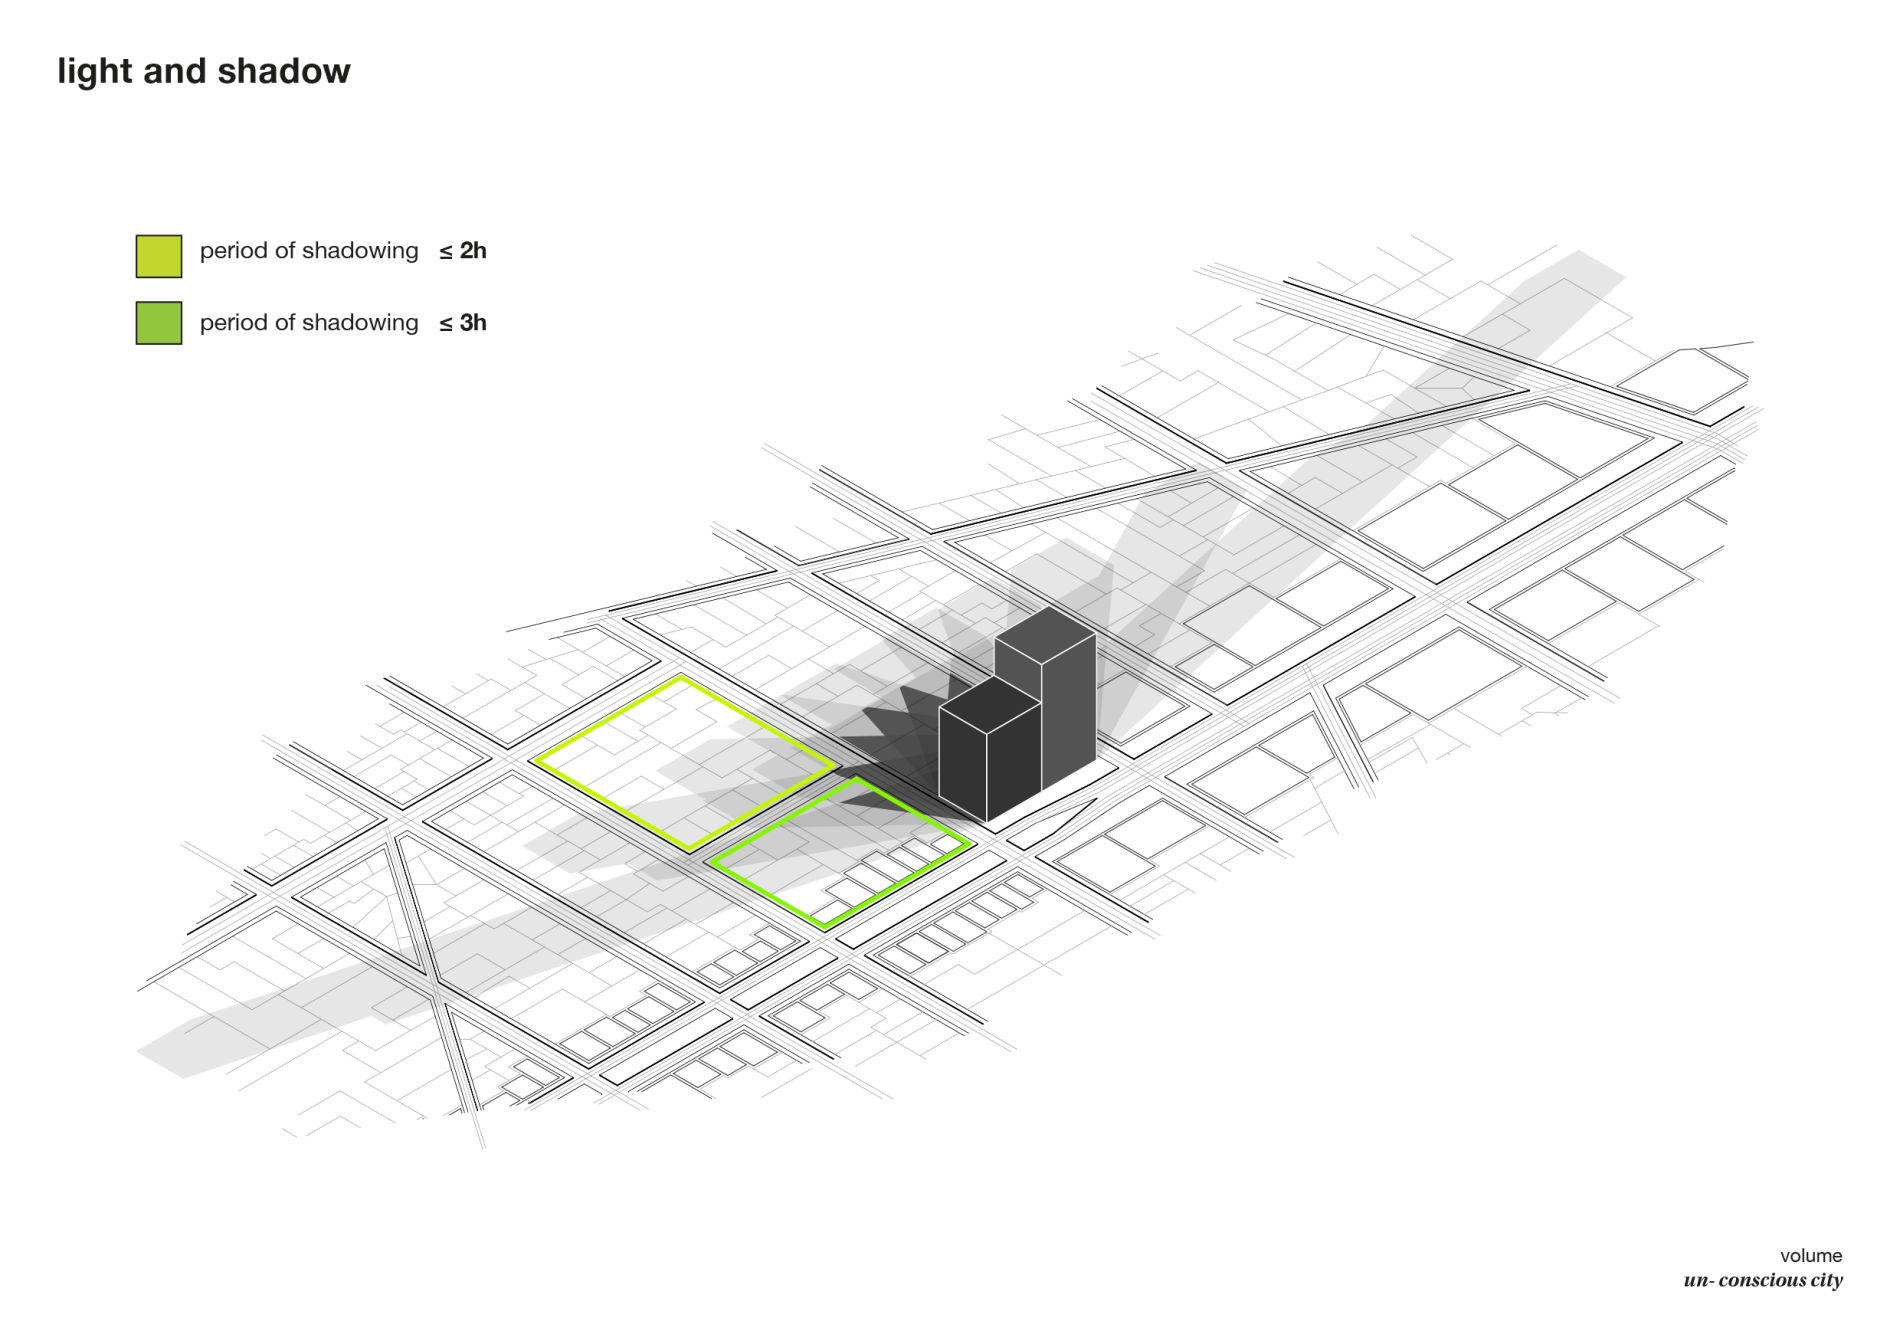 light and shadow
period of shadowing ≤ 2h
period of shadowing ≤ 3h
volume
un- conscious city